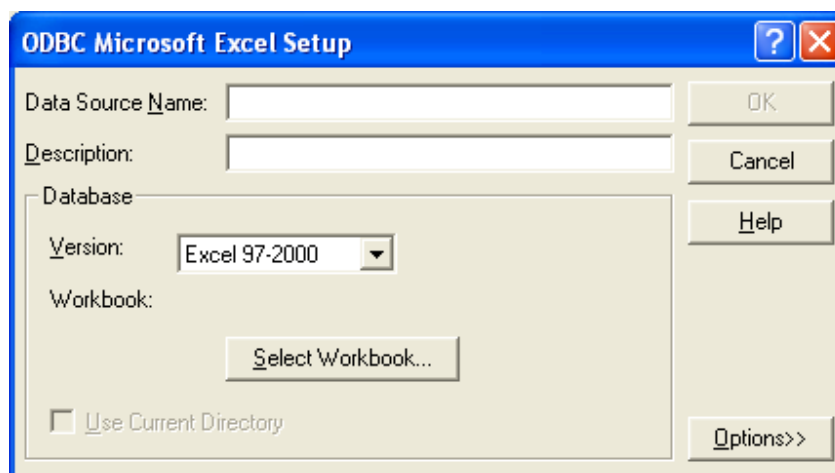 ODBC Microsoft Excel Setup
?
Data Source Name:
OK
Description:
Cancel
Database
Help
Version:
Excel 97-2000
Workbook:
Select Workbook...
Use Current Directory
Options>>